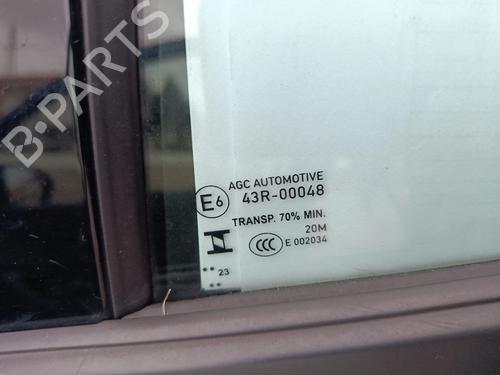 B-PARTS
AGC AUTOMOTIVE
E6 43R-00048
TRANSP. 70% MIN.
20M
CCC E 002034
•• 23